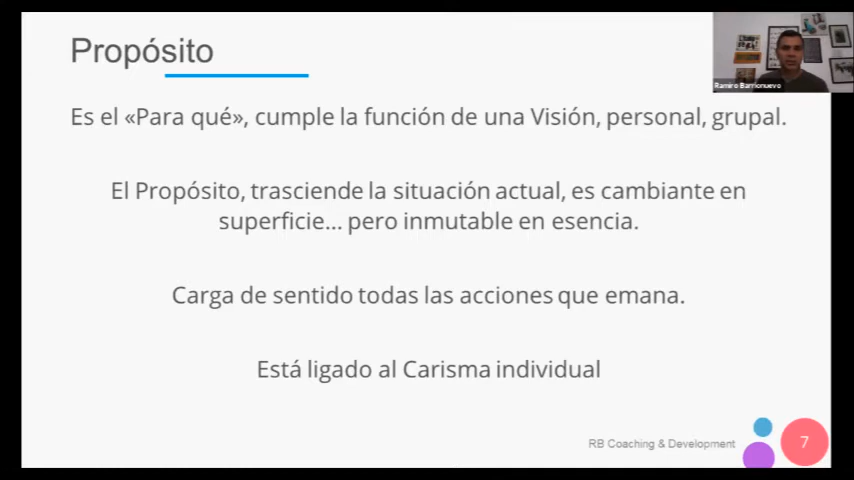 Propósito
Ramiro Barrionuevo
Es el «Para qué», cumple la función de una Visión, personal, grupal.
El Propósito, trasciende la situación actual, es cambiante en
superficie... pero inmutable en esencia.
Carga de sentido todas las acciones que emana.
Está ligado al Carisma individual
RB Coaching & Development
7